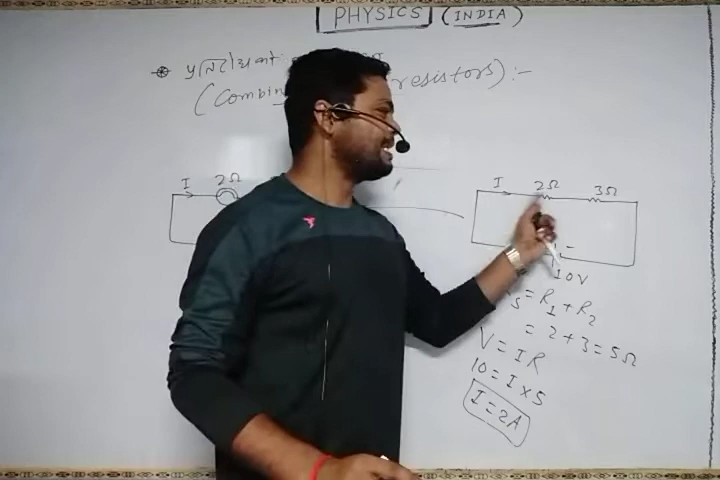 PHYSICS (INDIA)
(Combin resistors):-
I 2Ω
I 2Ω 3Ω
-
10V
s = R1 + R2
= 2 + 3 = 5Ω
V = IR
10 = I × 5
I = 2A